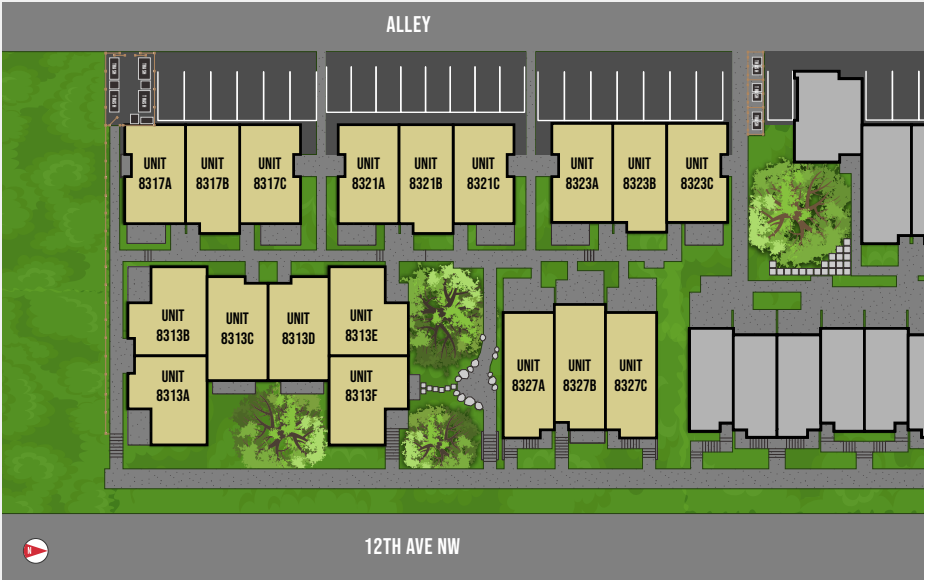 ALLEY
UNIT
8317A
UNIT
8317B
UNIT
8317C
UNIT
8321A
UNIT
8321B
UNIT
8321C
UNIT
8323A
UNIT
8323B
UNIT
8323C
UNIT
8313B
UNIT
8313C
UNIT
8313D
UNIT
8313E
UNIT
8313A
UNIT
8313F
UNIT
8327A
UNIT
8327B
UNIT
8327C
12TH AVE NW
N